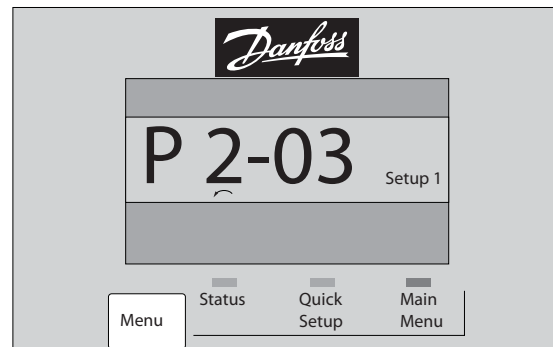 Danfoss
P 2-03
Setup 1
Status
Quick
Setup
Main
Menu
Menu